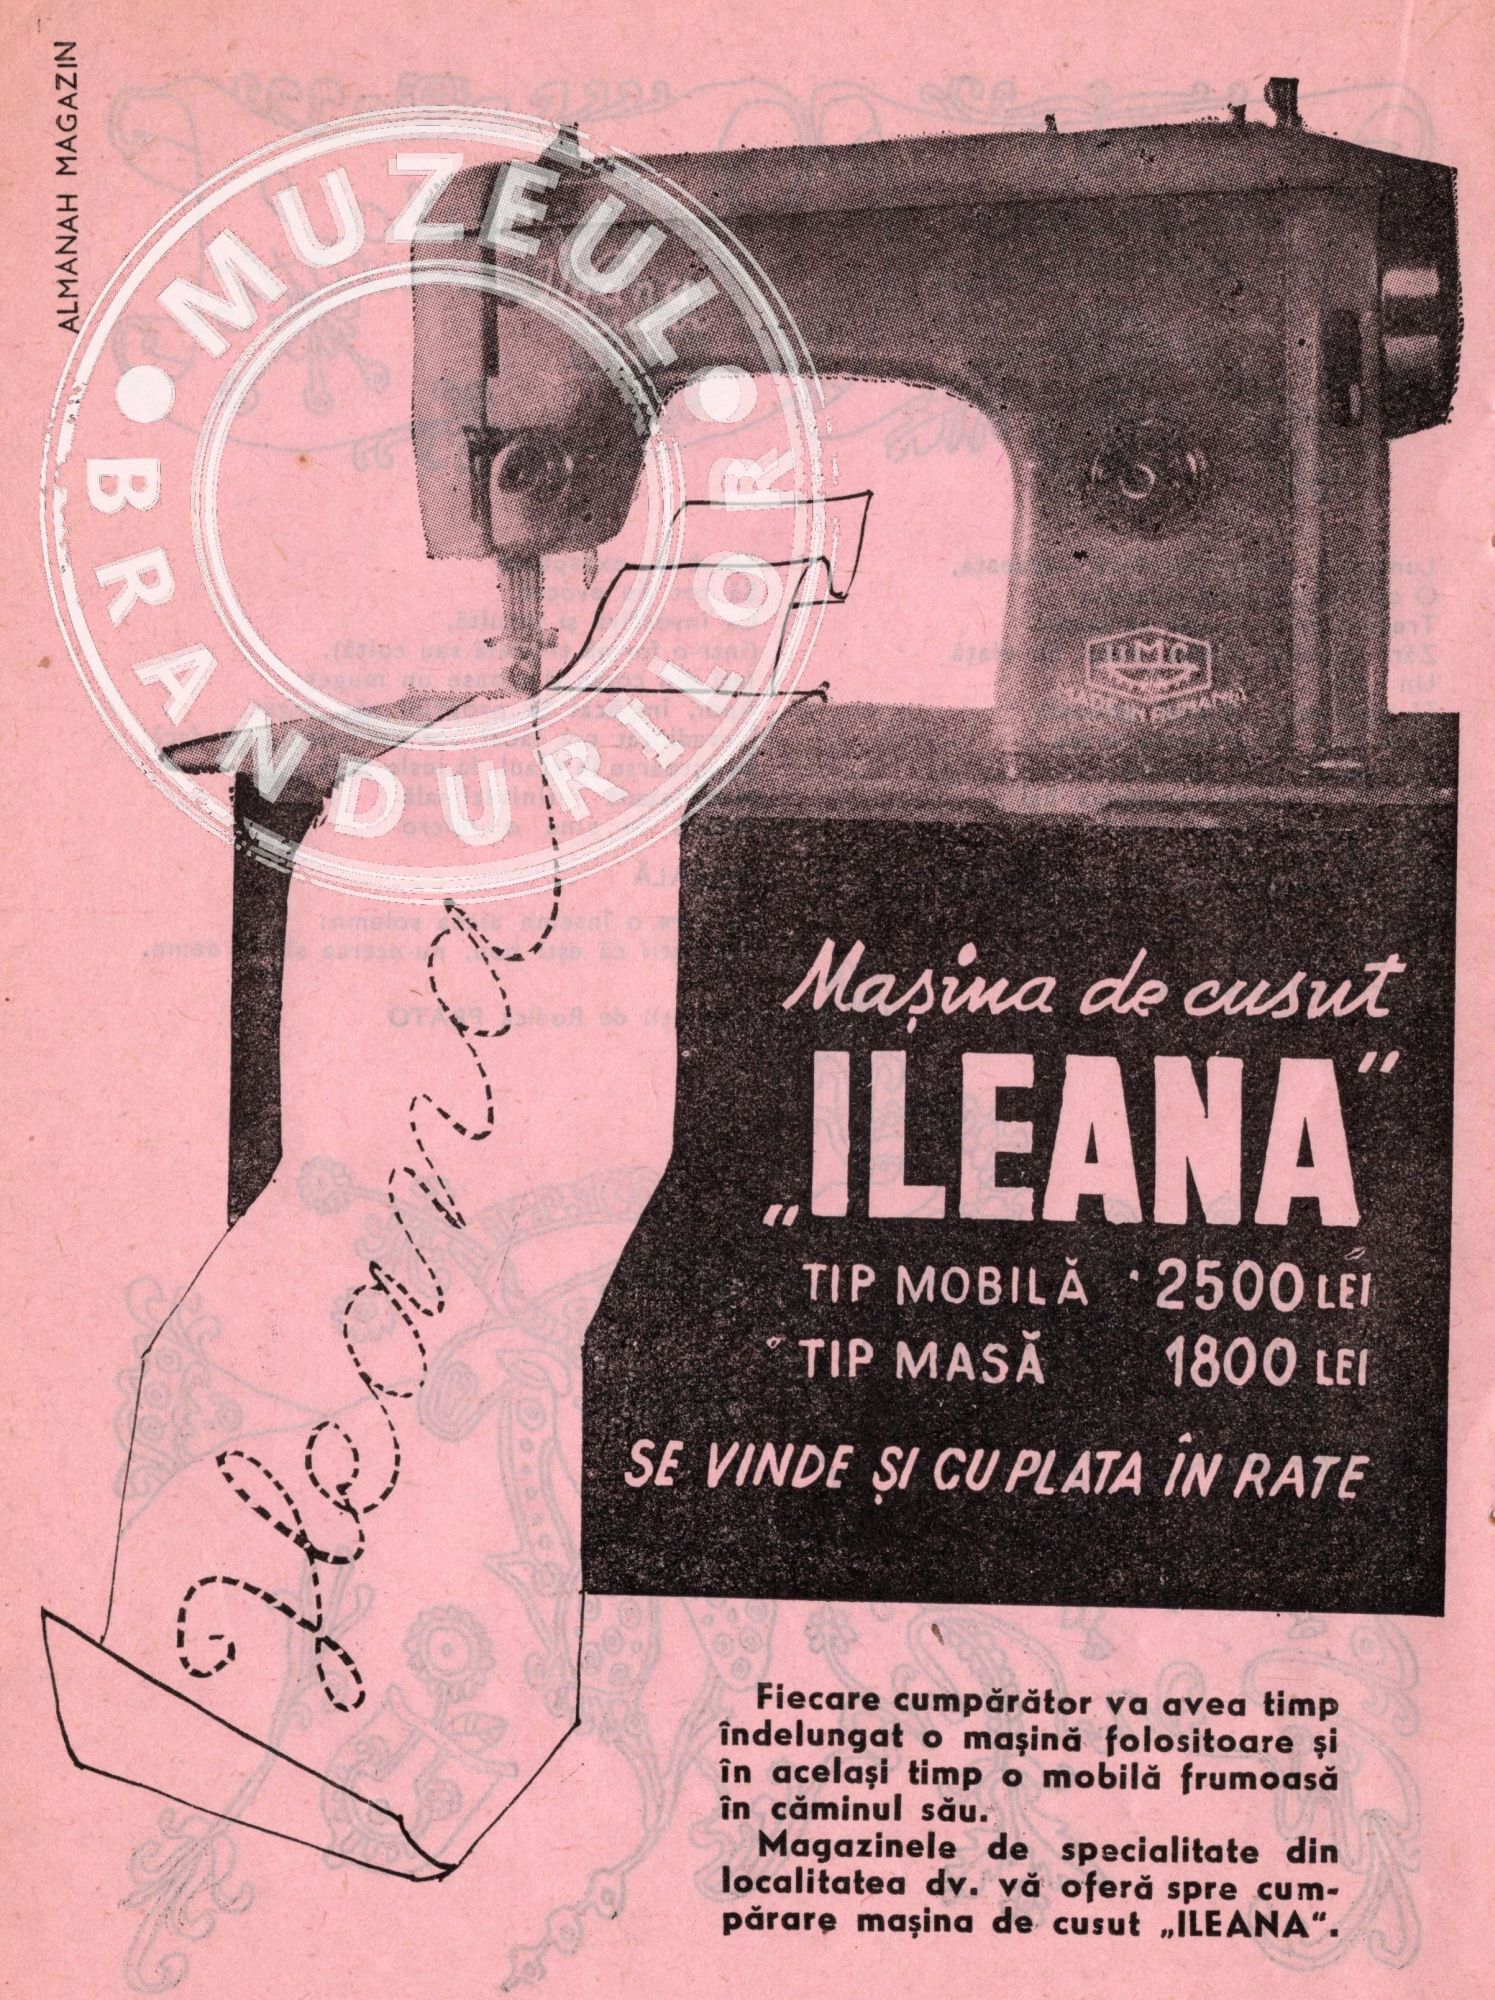 ALMANAH MAGAZIN
MUZEUL
BRANDURILOR
UMC
Ileana
Mașina de cusut
„ILEANA”
TIP MOBILĂ 2500 LEI
TIP MASĂ 1800 LEI
SE VINDE ȘI CU PLATA ÎN RATE
Fiecare cumpărător va avea timp
îndelungat o mașină folositoare și
în același timp o mobilă frumoasă
în căminul său.
Magazinele de specialitate din
localitatea dv. vă oferă spre cum-
părare mașina de cusut „ILEANA“.